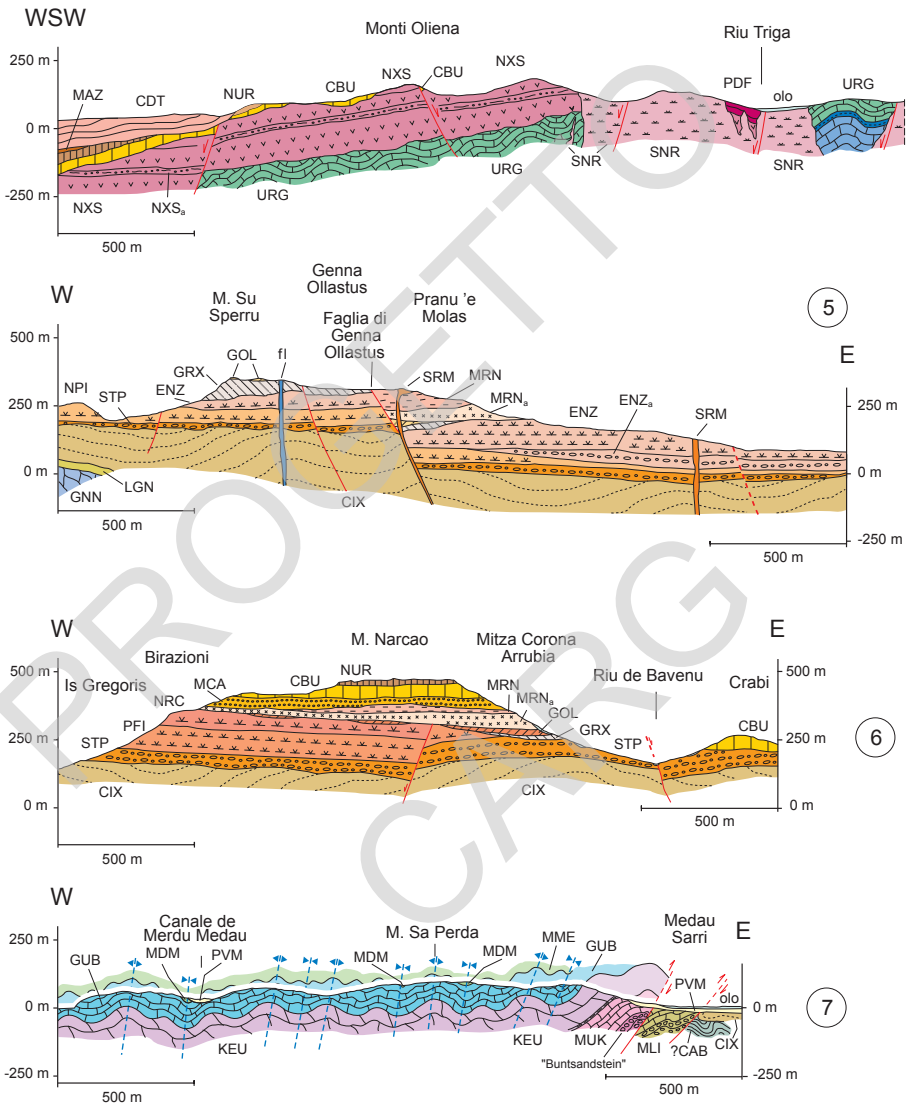 WSW
Monti Oliena
Riu Triga
250 m
0 m
-250 m
MAZ
CDT
NUR
CBU
NXS
CBU
NXS
PDF
olo
URG
NXS
NXSa
URG
URG
SNR
SNR
SNR
500 m
W
M. Su
Sperru
Genna
Ollastus
Faglia di
Genna
Ollastus
Pranu 'e
Molas
5
E
500 m
250 m
0 m
NPI
STP
ENZ
GRX
GOL
fl
SRM
MRN
MRNa
ENZ
ENZa
SRM
250 m
0 m
-250 m
GNN
LGN
CIX
500 m
500 m
W
E
Is Gregoris
Birazioni
M. Narcao
Mitza Corona
Arrubia
Riu de Bavenu
Crabi
500 m
250 m
0 m
STP
PFI
NRC
MCA
CBU
NUR
MRN
MRNa
GOL
GRX
STP
CBU
500 m
250 m
0 m
CIX
CIX
6
500 m
500 m
W
E
Canale de
Merdu Medau
M. Sa Perda
Medau
Sarri
250 m
0 m
-250 m
GUB
MDM
PVM
MDM
MDM
MME
GUB
PVM
olo
250 m
0 m
-250 m
KEU
KEU
MUK
"Buntsandstein"
MLI
?CAB
CIX
7
500 m
500 m
PROGETTO
CARG